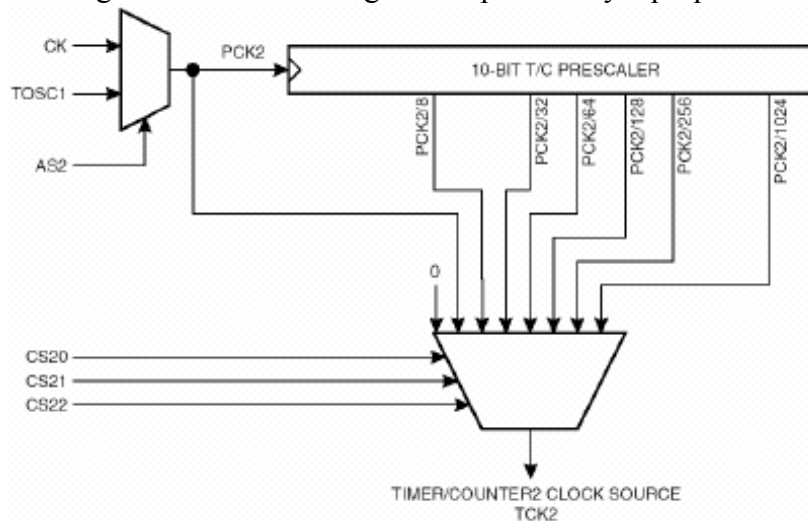 CK
PCK2
10-BIT T/C PRESCALER
TOSC1
AS2
PCK2/8
PCK2/32
PCK2/64
PCK2/128
PCK2/256
PCK2/1024
0
CS20
CS21
CS22
TIMER/COUNTER2 CLOCK SOURCE
TCK2